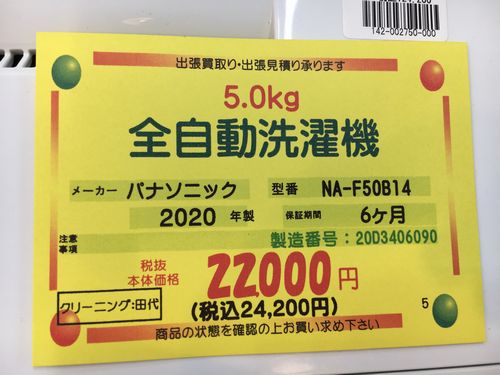 142-002750-000
出張買取り・出張見積り承ります
5.0kg
全自動洗濯機
メーカー パナソニック 型番 NA-F50B14
2020 年製 保証期間 6ヶ月
注意事項 製造番号:20D3406090
税抜本体価格 22,000円
クリーニング:田代 (税込24,200円) 5
商品の状態を確認の上お買い求め下さい